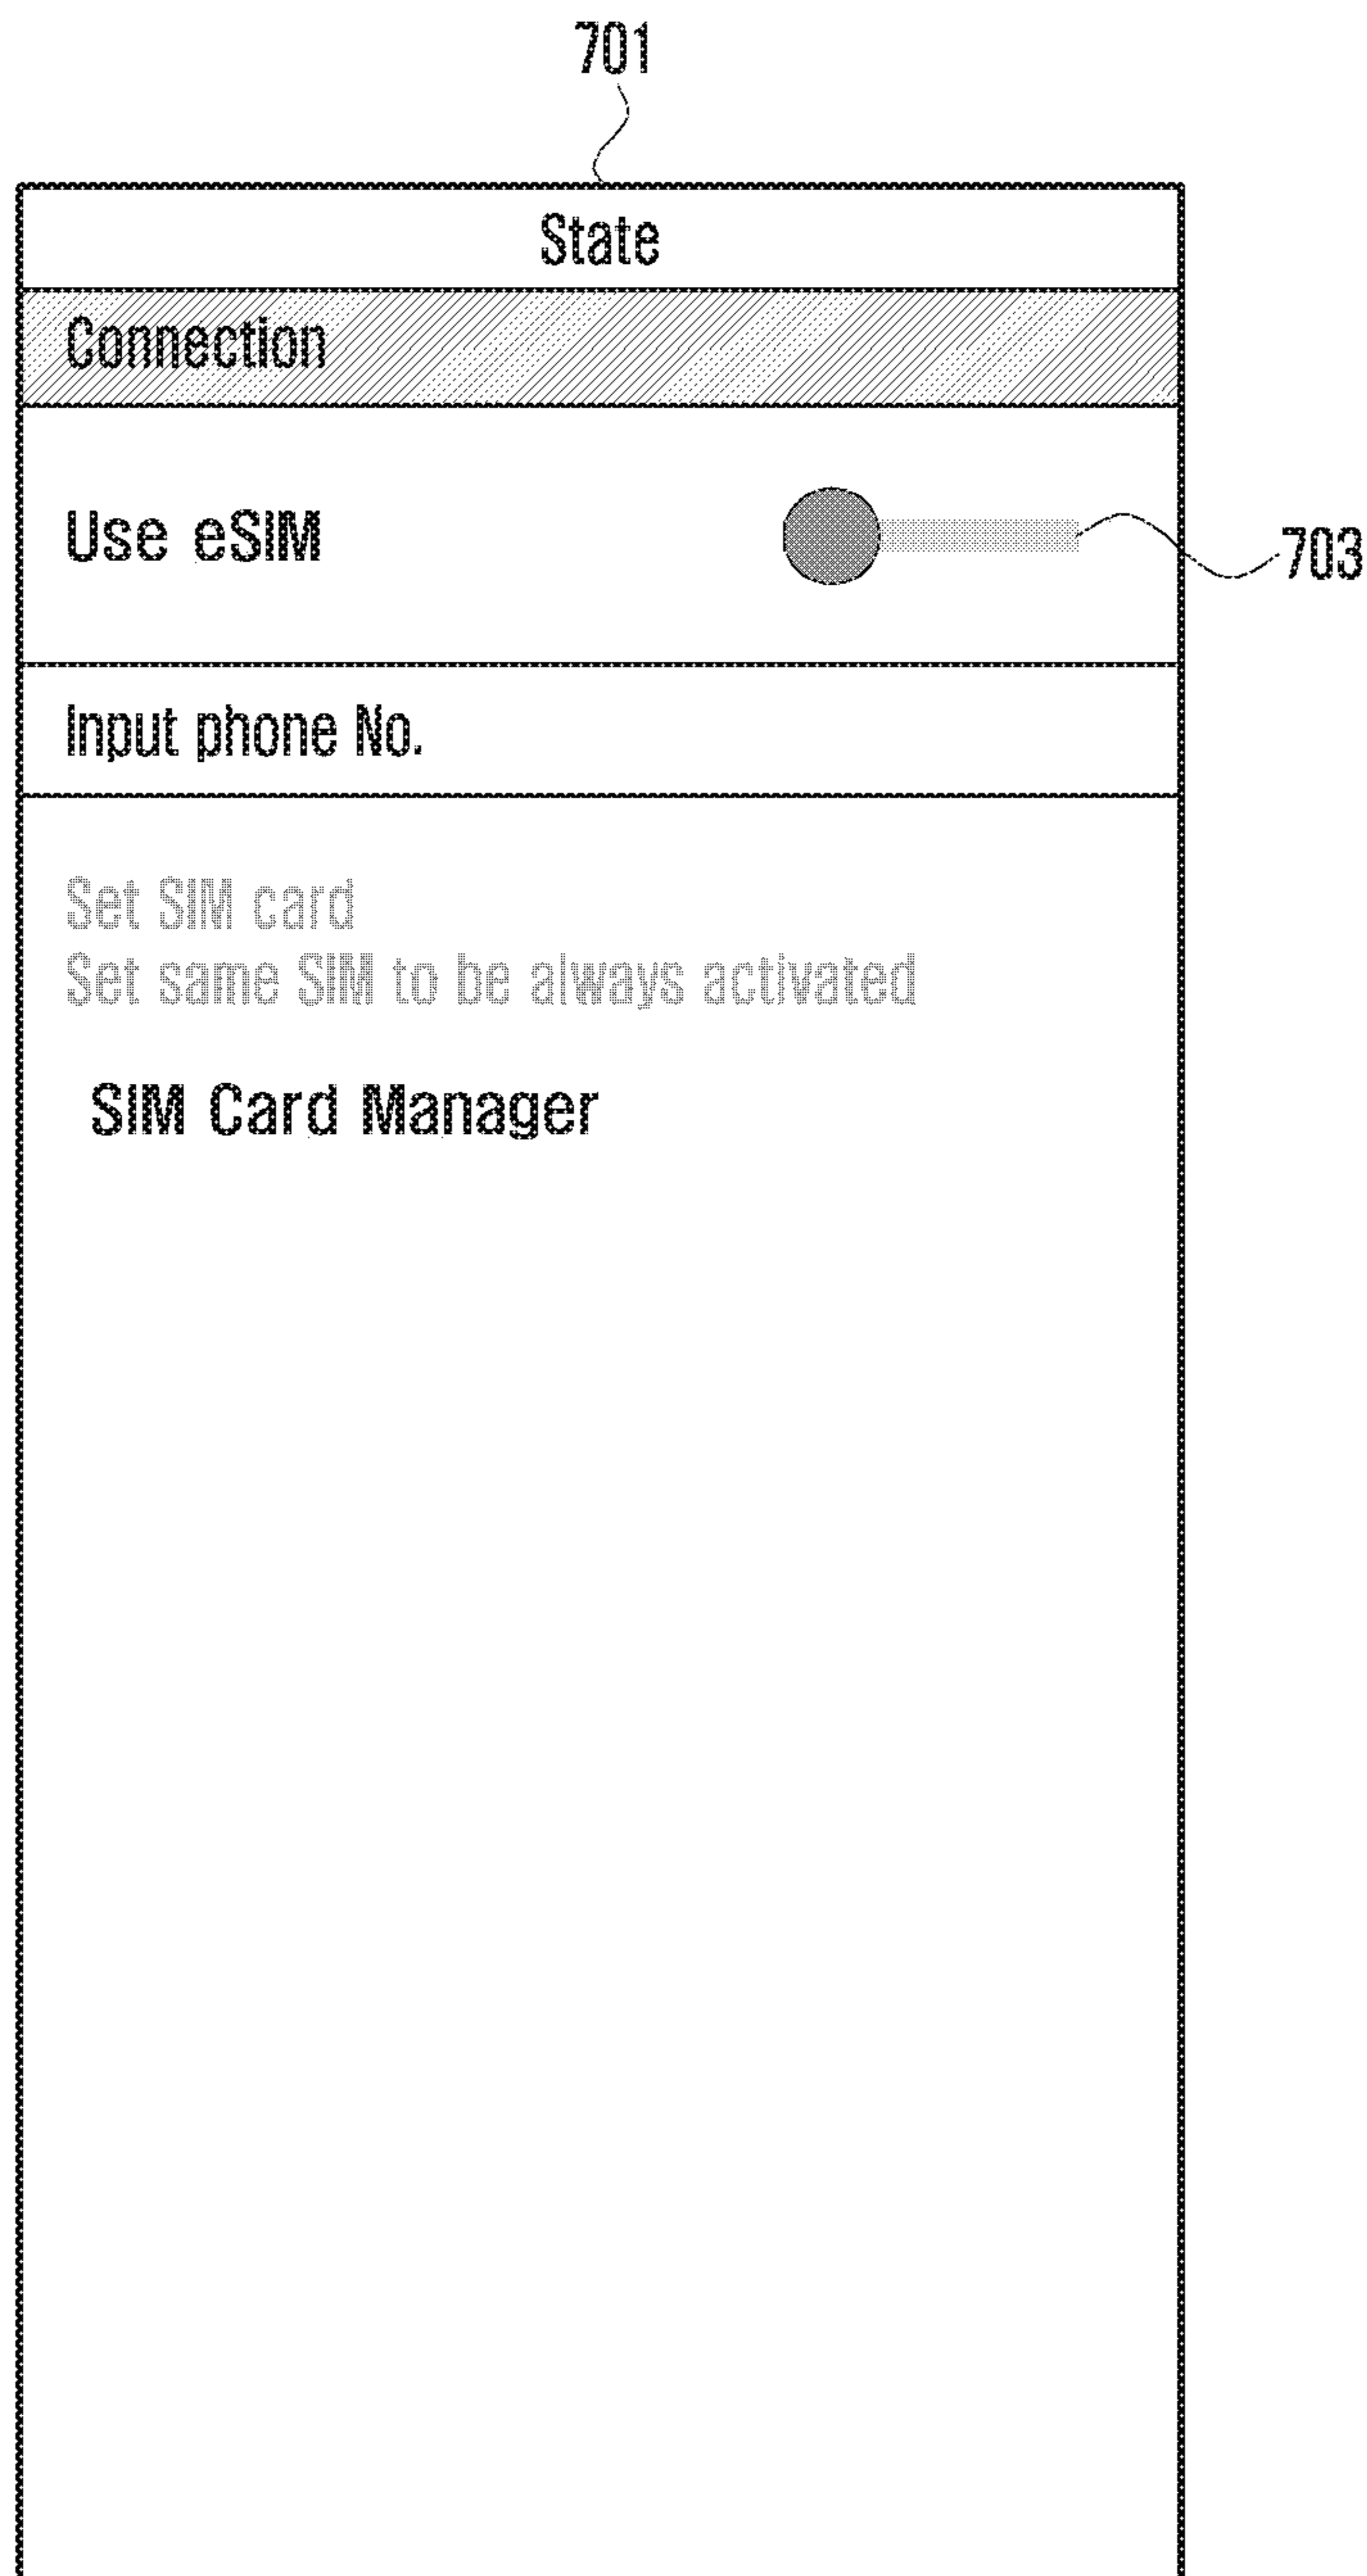 701
State
Connection
Use eSIM
703
Input phone No.
Set SIM card
Set same SIM to be always activated
SIM Card Manager